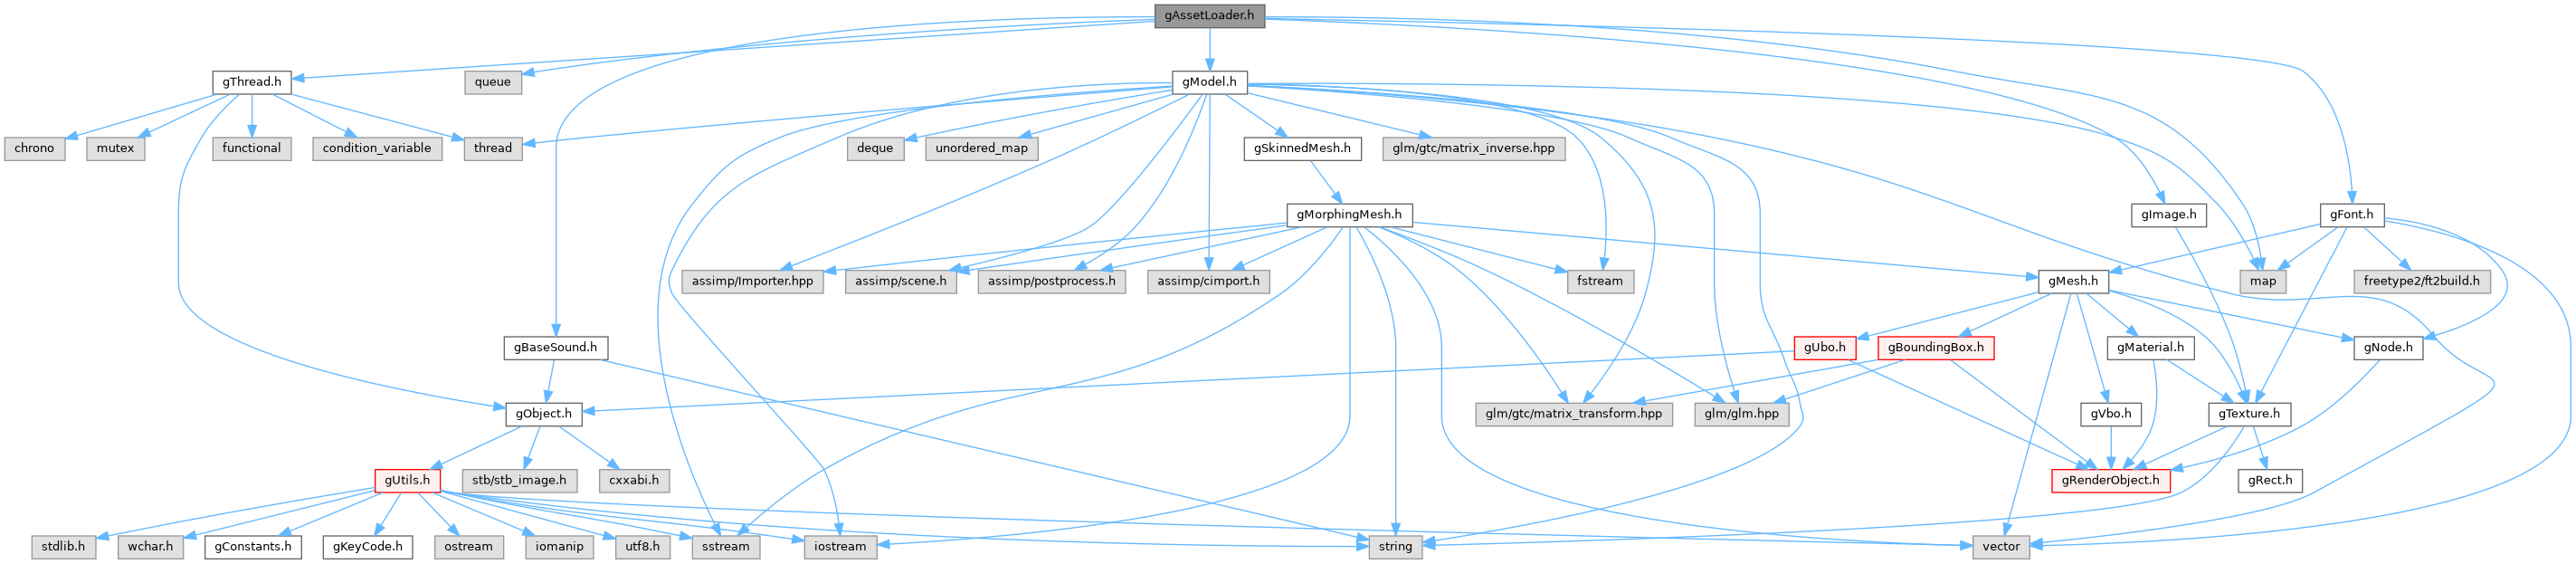 gAssetLoader.h
gThread.h
queue
gModel.h
chrono
mutex
functional
condition_variable
thread
deque
unordered_map
gSkinnedMesh.h
glm/gtc/matrix_inverse.hpp
gMorphingMesh.h
gImage.h
gFont.h
assimp/Importer.hpp
assimp/scene.h
assimp/postprocess.h
assimp/cimport.h
fstream
gMesh.h
map
freetype2/ft2build.h
gBaseSound.h
gUbo.h
gBoundingBox.h
gMaterial.h
gNode.h
gObject.h
glm/gtc/matrix_transform.hpp
glm/glm.hpp
gVbo.h
gTexture.h
gUtils.h
stb/stb_image.h
cxxabi.h
gRenderObject.h
gRect.h
stdlib.h
wchar.h
gConstants.h
gKeyCode.h
ostream
iomanip
utf8.h
sstream
iostream
string
vector